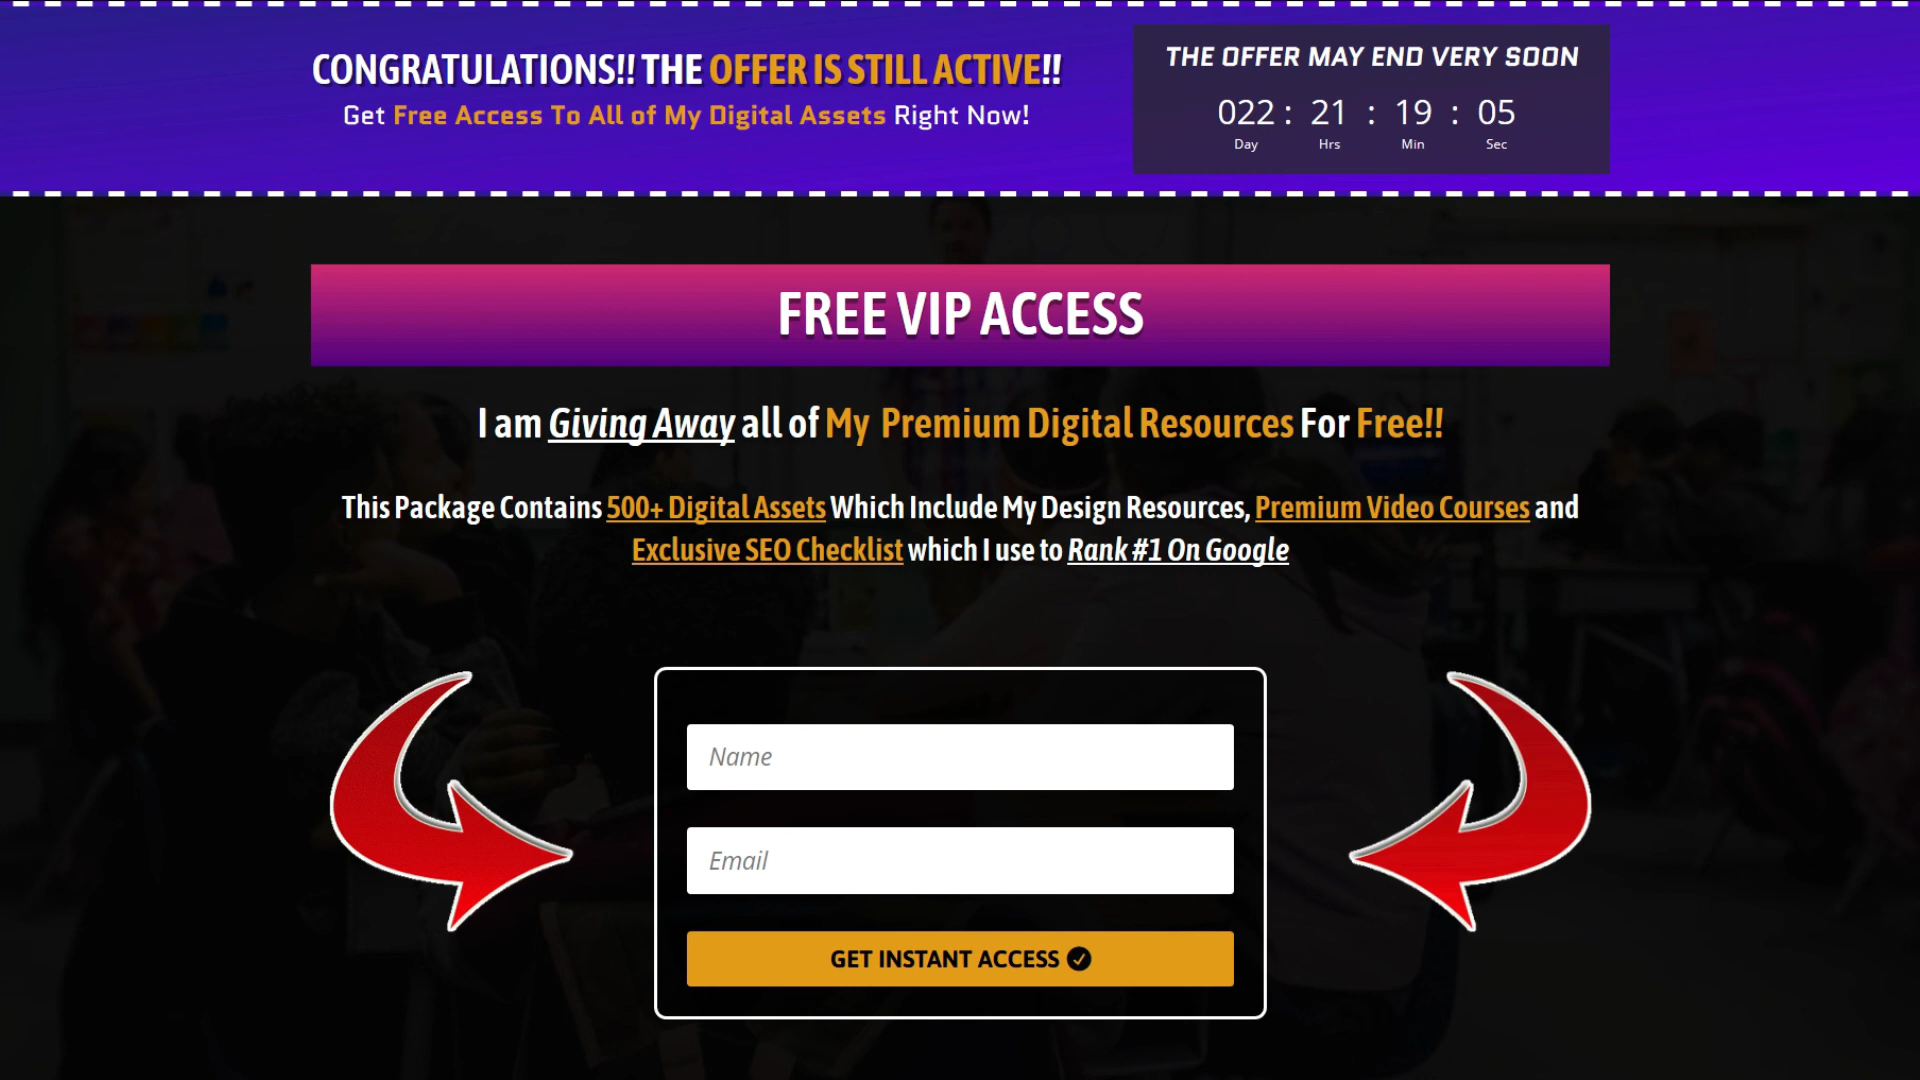 CONGRATULATIONS!! THE OFFER IS STILL ACTIVE!!
Get Free Access To All of My Digital Assets Right Now!
THE OFFER MAY END VERY SOON
022 : 21 : 19 : 05
Day Hrs Min Sec
FREE VIP ACCESS
I am Giving Away all of My Premium Digital Resources For Free!!
This Package Contains 500+ Digital Assets Which Include My Design Resources, Premium Video Courses and
Exclusive SEO Checklist which I use to Rank #1 On Google
Name
Email
GET INSTANT ACCESS